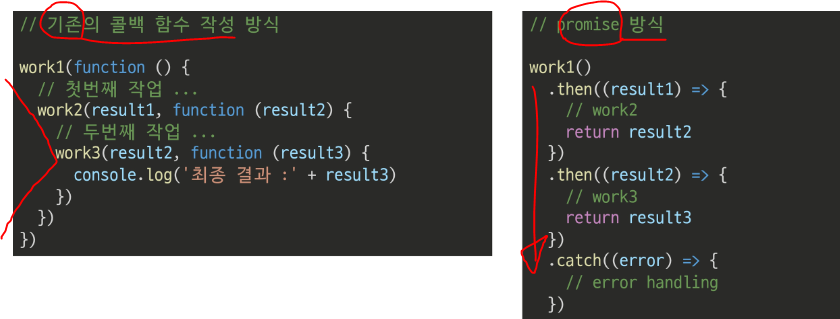 // 기존의 콜백 함수 작성 방식
work1(function () {
// 첫번째 작업 ...
work2(result1, function (result2) {
// 두번째 작업 ...
work3(result2, function (result3) {
console.log('최종 결과 :' + result3)
})
})
})
// promise 방식
work1()
.then((result1) => {
// work2
return result2
})
.then((result2) => {
// work3
return result3
})
.catch((error) => {
// error handling
})